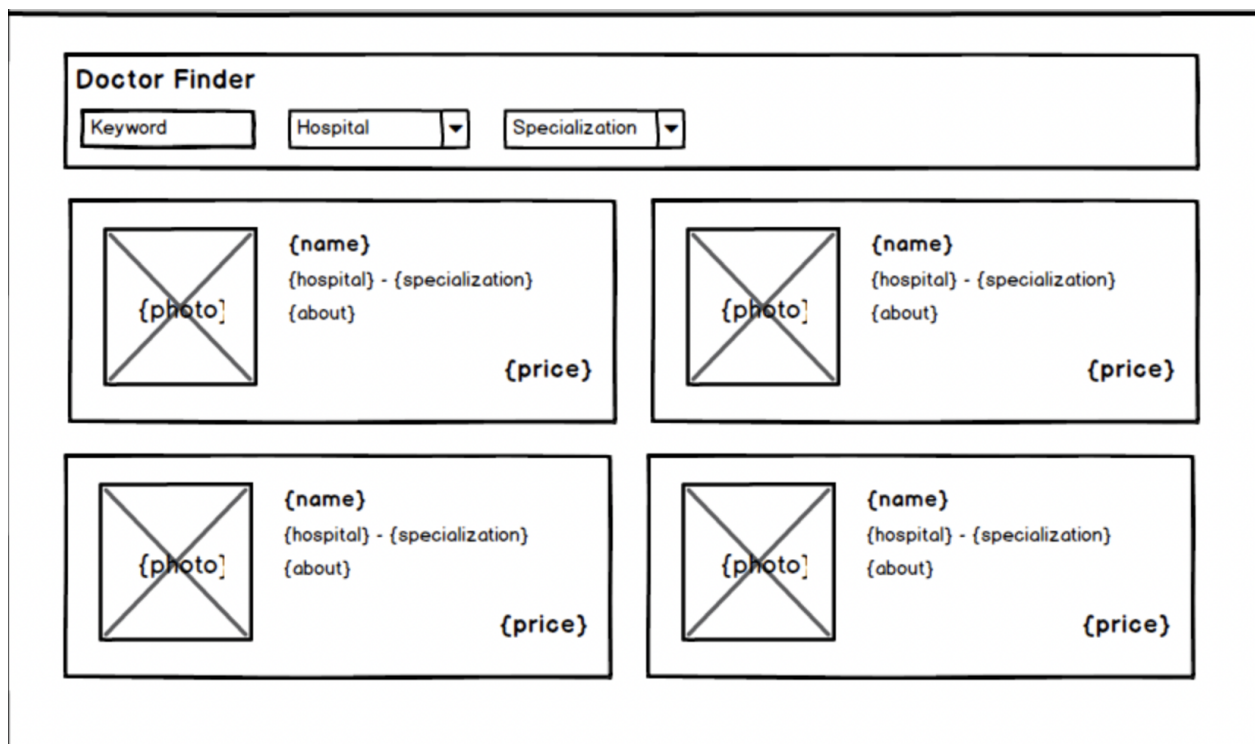 Doctor Finder
Keyword Hospital Specialization
{name}
{hospital} - {specialization}
{photo}
{about}
{price}
{name}
{hospital} - {specialization}
{photo}
{about}
{price}
{name}
{hospital} - {specialization}
{photo}
{about}
{price}
{name}
{hospital} - {specialization}
{photo}
{about}
{price}